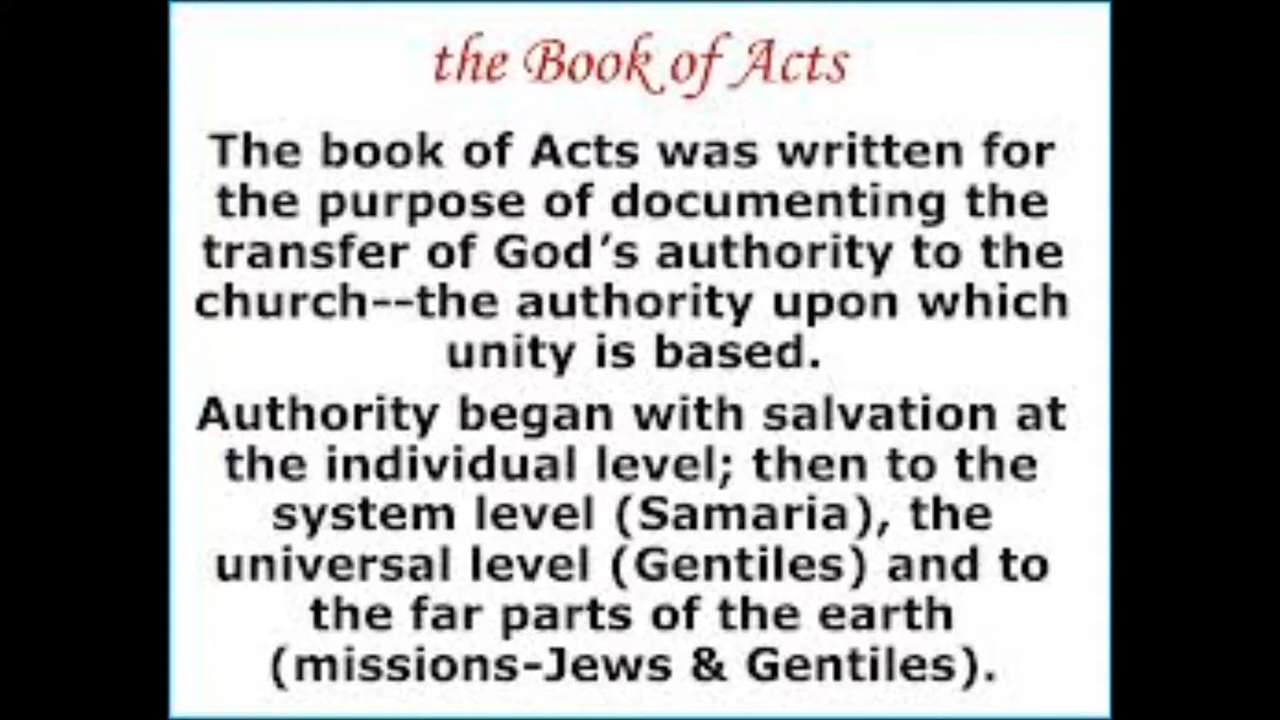 the Book of Acts
The book of Acts was written for
the purpose of documenting the
transfer of God’s authority to the
church--the authority upon which
unity is based.
Authority began with salvation at
the individual level; then to the
system level (Samaria), the
universal level (Gentiles) and to
the far parts of the earth
(missions-Jews & Gentiles).